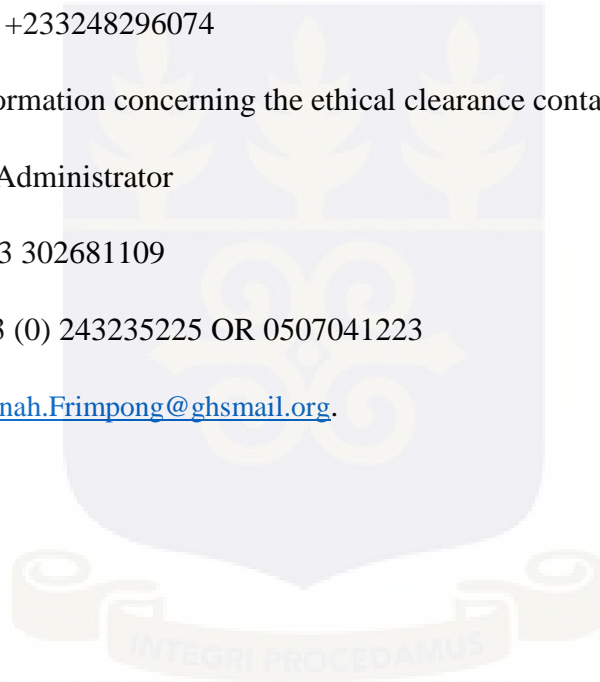 +233248296074
ormation concerning the ethical clearance conta
Administrator
3 302681109
3 (0) 243235225 OR 0507041223
nah.Frimpong@ghsmail.org.
INTEGRI PROCEDAMUS